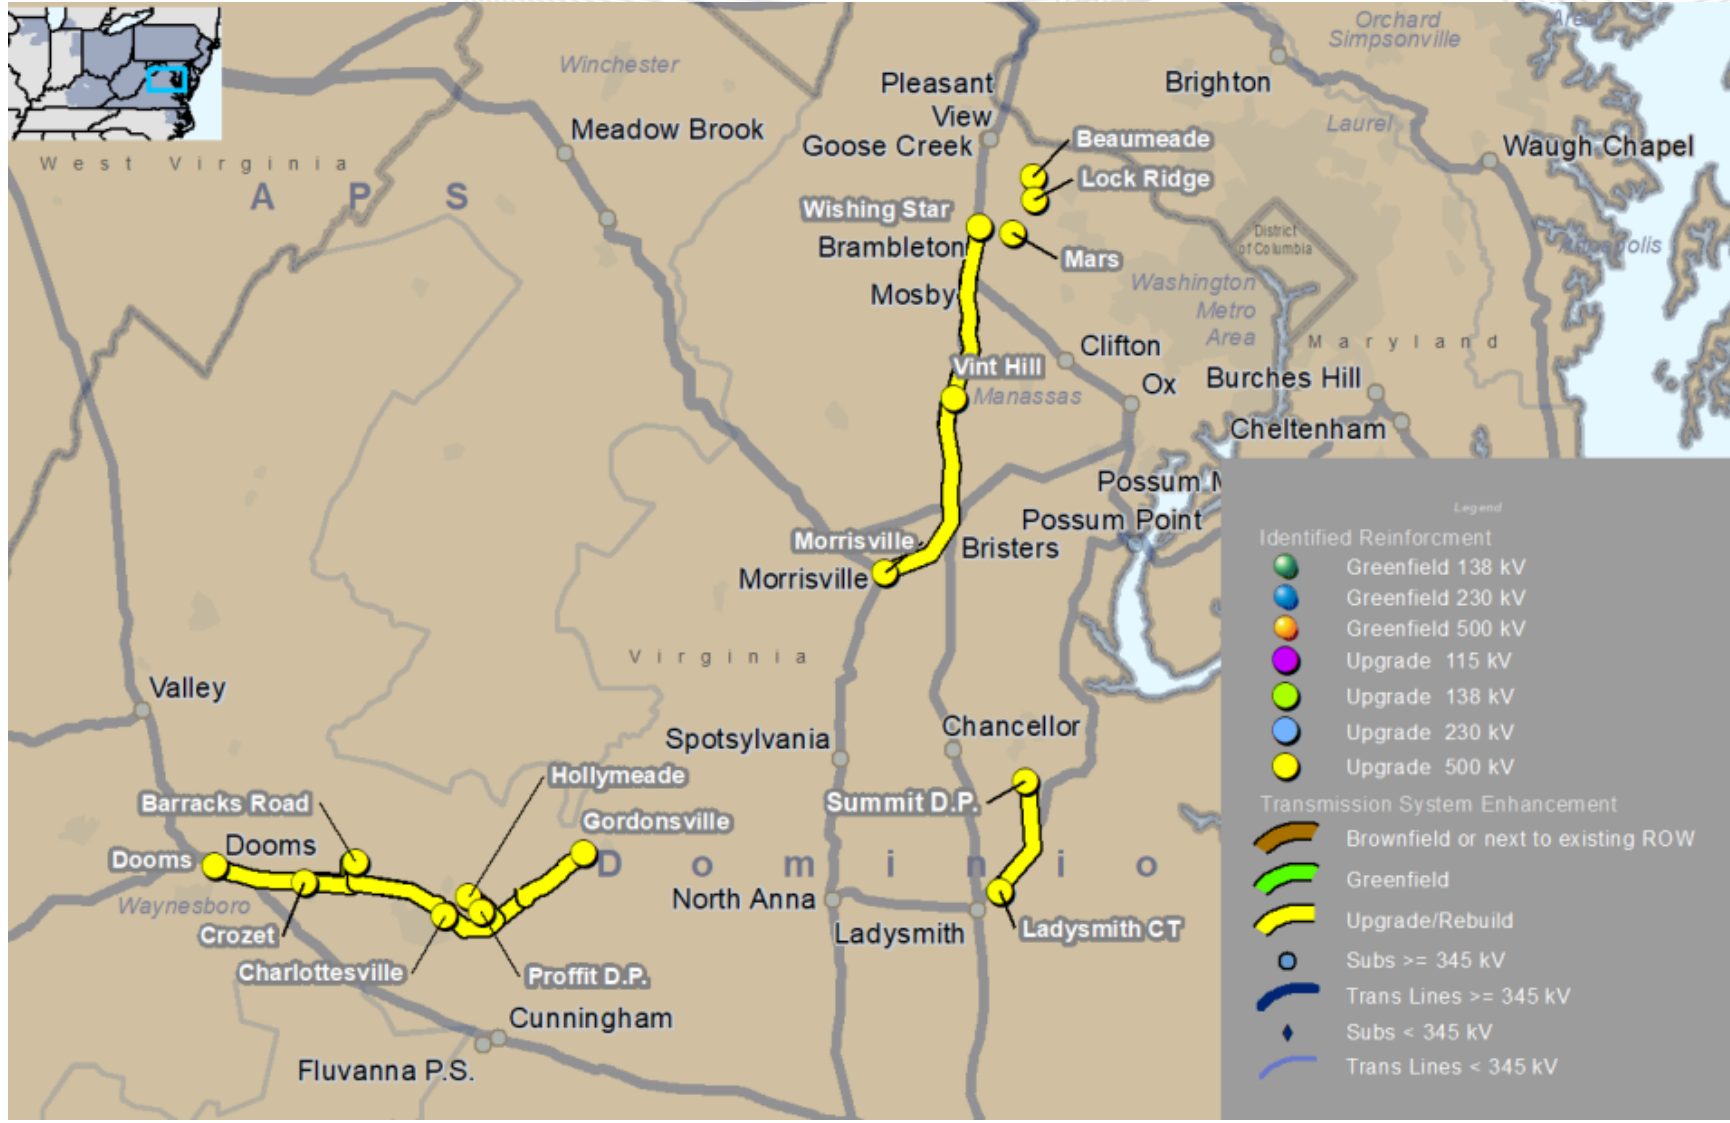 Orchard
Simpsonville
Area
Winchester
Pleasant
View
Brighton
Meadow Brook
Goose Creek
Beaumeade
Laurel
Waugh Chapel
West Virginia
A P S
Lock Ridge
Wishing Star
Brambleton
Mars
District
of Columbia
Mosby
Washington
Metro
Area
Maryland
Clifton
Vint Hill
Manassas
Ox
Burches Hill
Cheltenham
Possum
Possum Point
Morrisville
Bristers
Morrisville
Virginia
Valley
Chancellor
Spotsylvania
Hollymeade
Barracks Road
Summit D.P.
Gordonsville
Dooms
Dooms
D o m i n i o
Waynesboro
North Anna
Crozet
Ladysmith
Ladysmith CT
Charlottesville
Proffit D.P.
Cunningham
Fluvanna P.S.
Legend
Identified Reinforcment
Greenfield 138 kV
Greenfield 230 kV
Greenfield 500 kV
Upgrade 115 kV
Upgrade 138 kV
Upgrade 230 kV
Upgrade 500 kV
Transmission System Enhancement
Brownfield or next to existing ROW
Greenfield
Upgrade/Rebuild
Subs >= 345 kV
Trans Lines >= 345 kV
Subs < 345 kV
Trans Lines < 345 kV